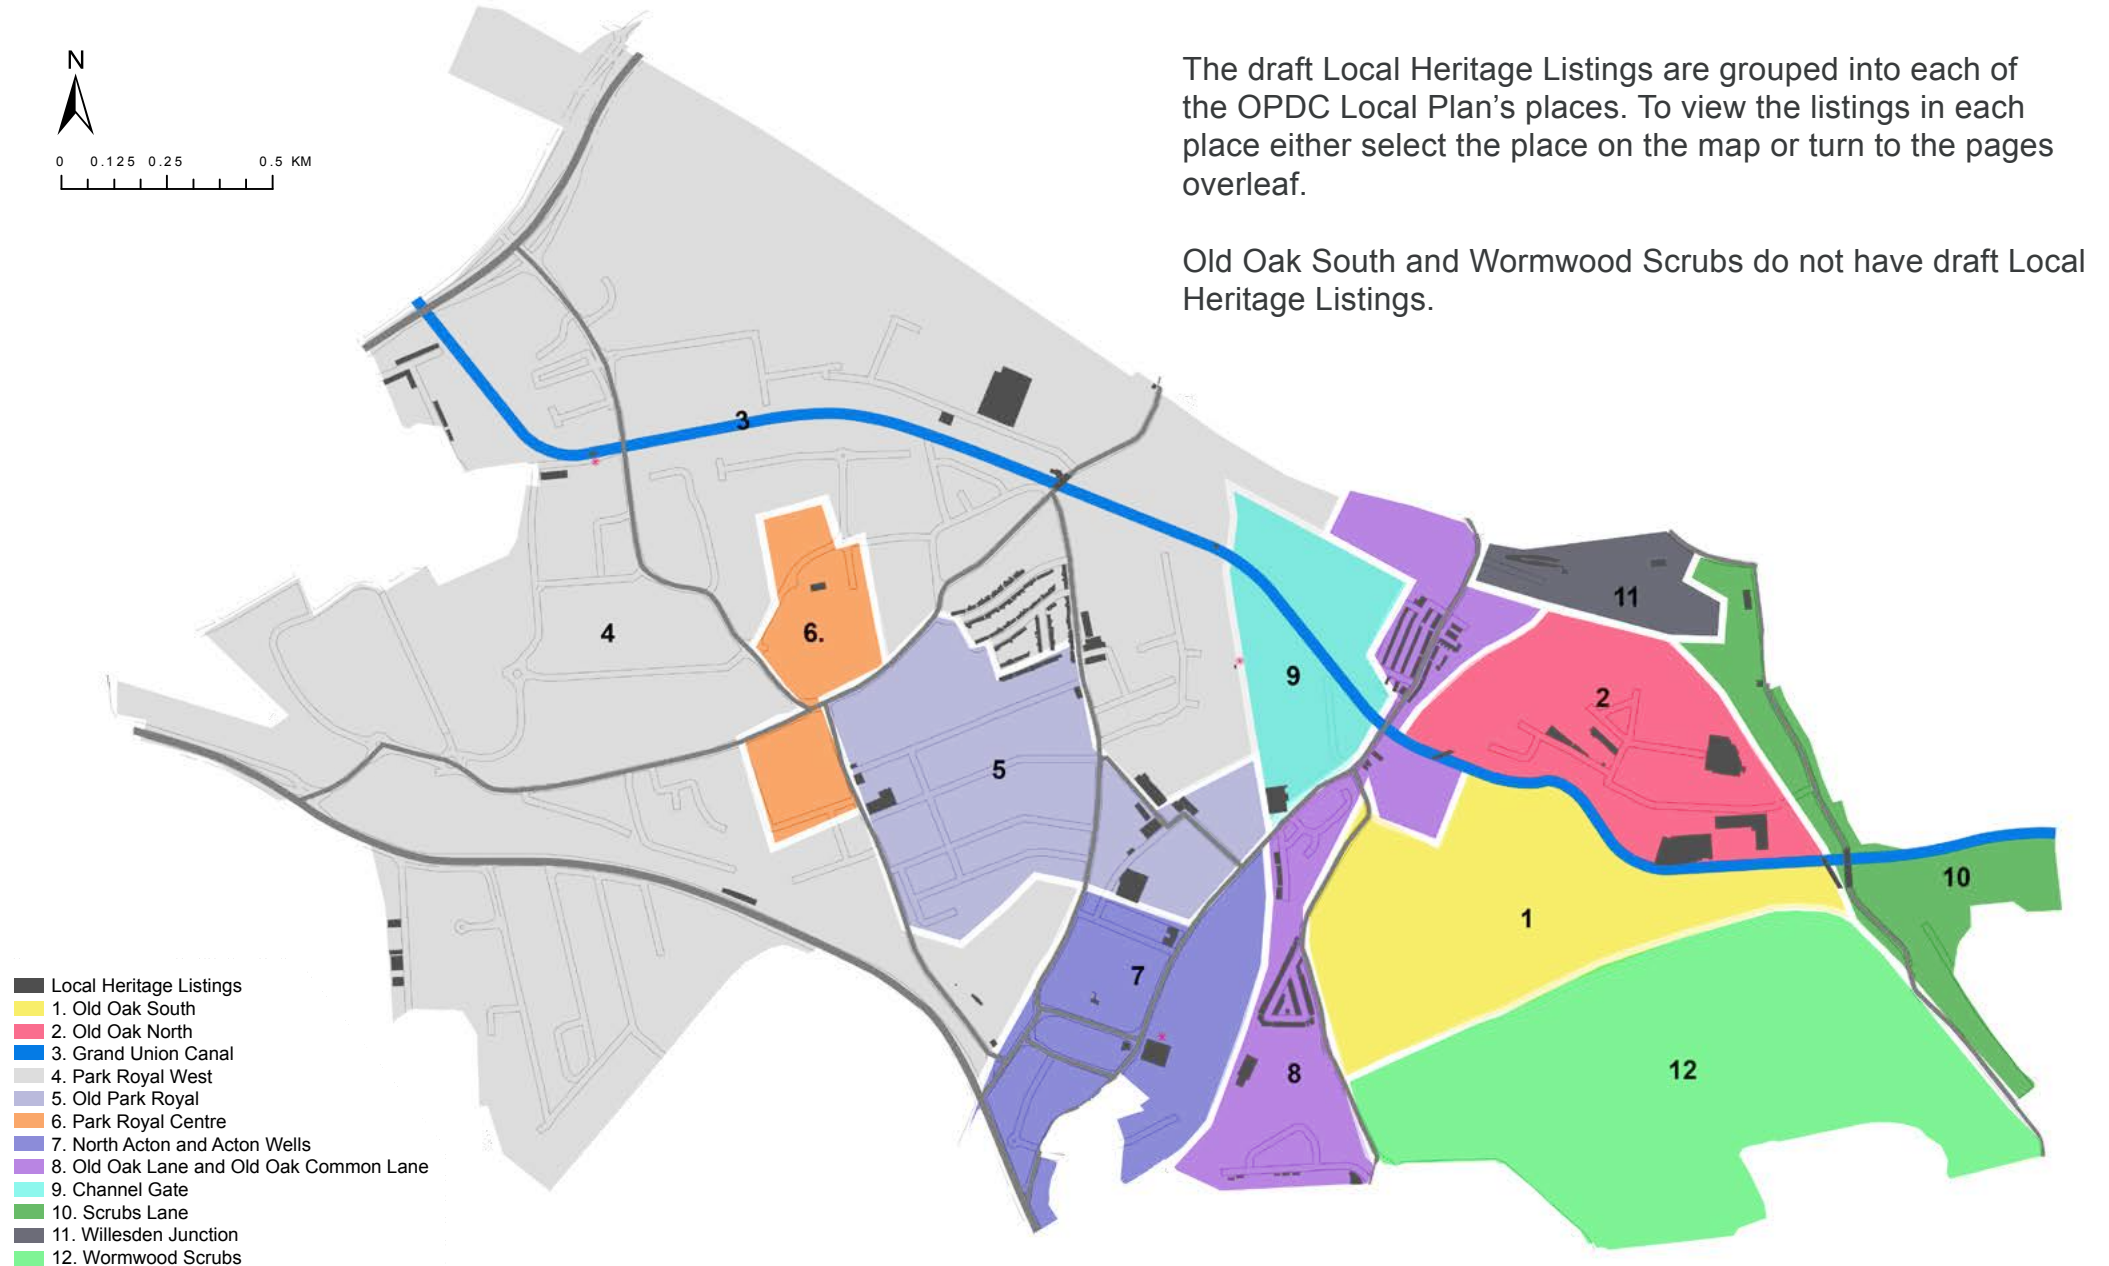 N
0 0.125 0.25 0.5 KM
The draft Local Heritage Listings are grouped into each of
the OPDC Local Plan's places. To view the listings in each
place either select the place on the map or turn to the pages
overleaf.
Old Oak South and Wormwood Scrubs do not have draft Local
Heritage Listings.
3
11
4
6.
9
2
5
10
1
7
8
12
Local Heritage Listings
1. Old Oak South
2. Old Oak North
3. Grand Union Canal
4. Park Royal West
5. Old Park Royal
6. Park Royal Centre
7. North Acton and Acton Wells
8. Old Oak Lane and Old Oak Common Lane
9. Channel Gate
10. Scrubs Lane
11. Willesden Junction
12. Wormwood Scrubs